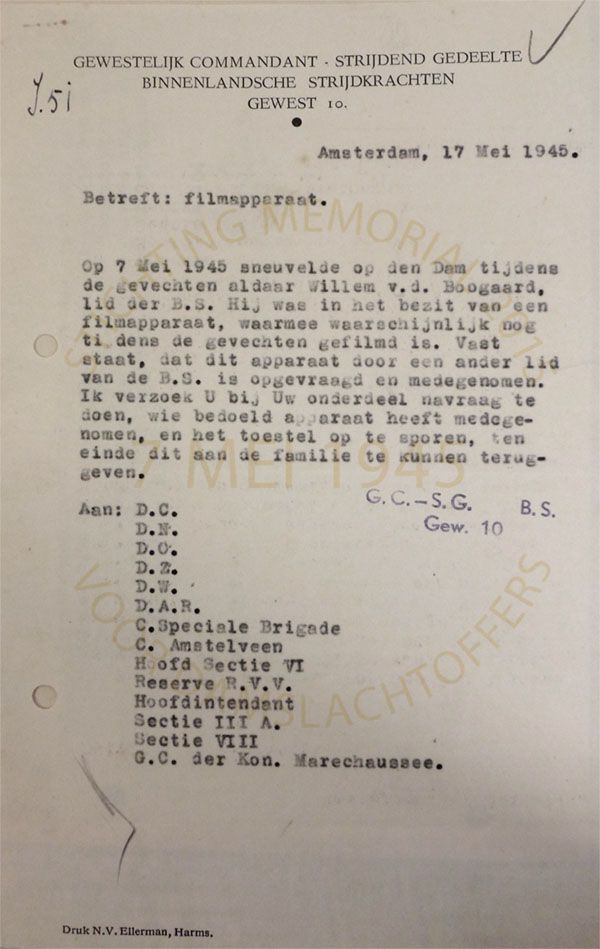 GEWESTELIJK COMMANDANT - STRIJDEND GEDEELTE
BINNENLANDSCHE STRIJDKRACHTEN
GEWEST 10.
J.51
Amsterdam, 17 Mei 1945.
Betreft: filmapparaat.
Op 7 Mei 1945 sneuvelde op den Dam tijdens
de gevechten aldaar Willem v.d. Boogaard,
lid der B.S. Hij was in het bezit van een
filmapparaat, waarmee waarschijnlijk nog
ti dens de gevechten gefilmd is. Vast
staat, dat dit apparaat door een ander lid
van de B.S. is opgevraagd en medegenomen.
Ik verzoek U bij Uw onderdeel navraag te
doen, wie bedoeld apparaat heeft medege-
nomen, en het toestel op te sporen, ten
einde dit aan de familie te kunnen terug-
geven.
G.C.-S.G. B.S.
Gew. 10
Aan: D.C.
D.N.
D.O.
D.Z.
D.W.
D.A.R.
C.Speciale Brigade
C. Amstelveen
Hoofd Sectie VI
Reserve R.V.V.
Hoofdintendant
Sectie III A.
Sectie VIII
G.C. der Kon. Marechaussee.
Druk N.V. Ellerman, Harms.
7 MEI 1945